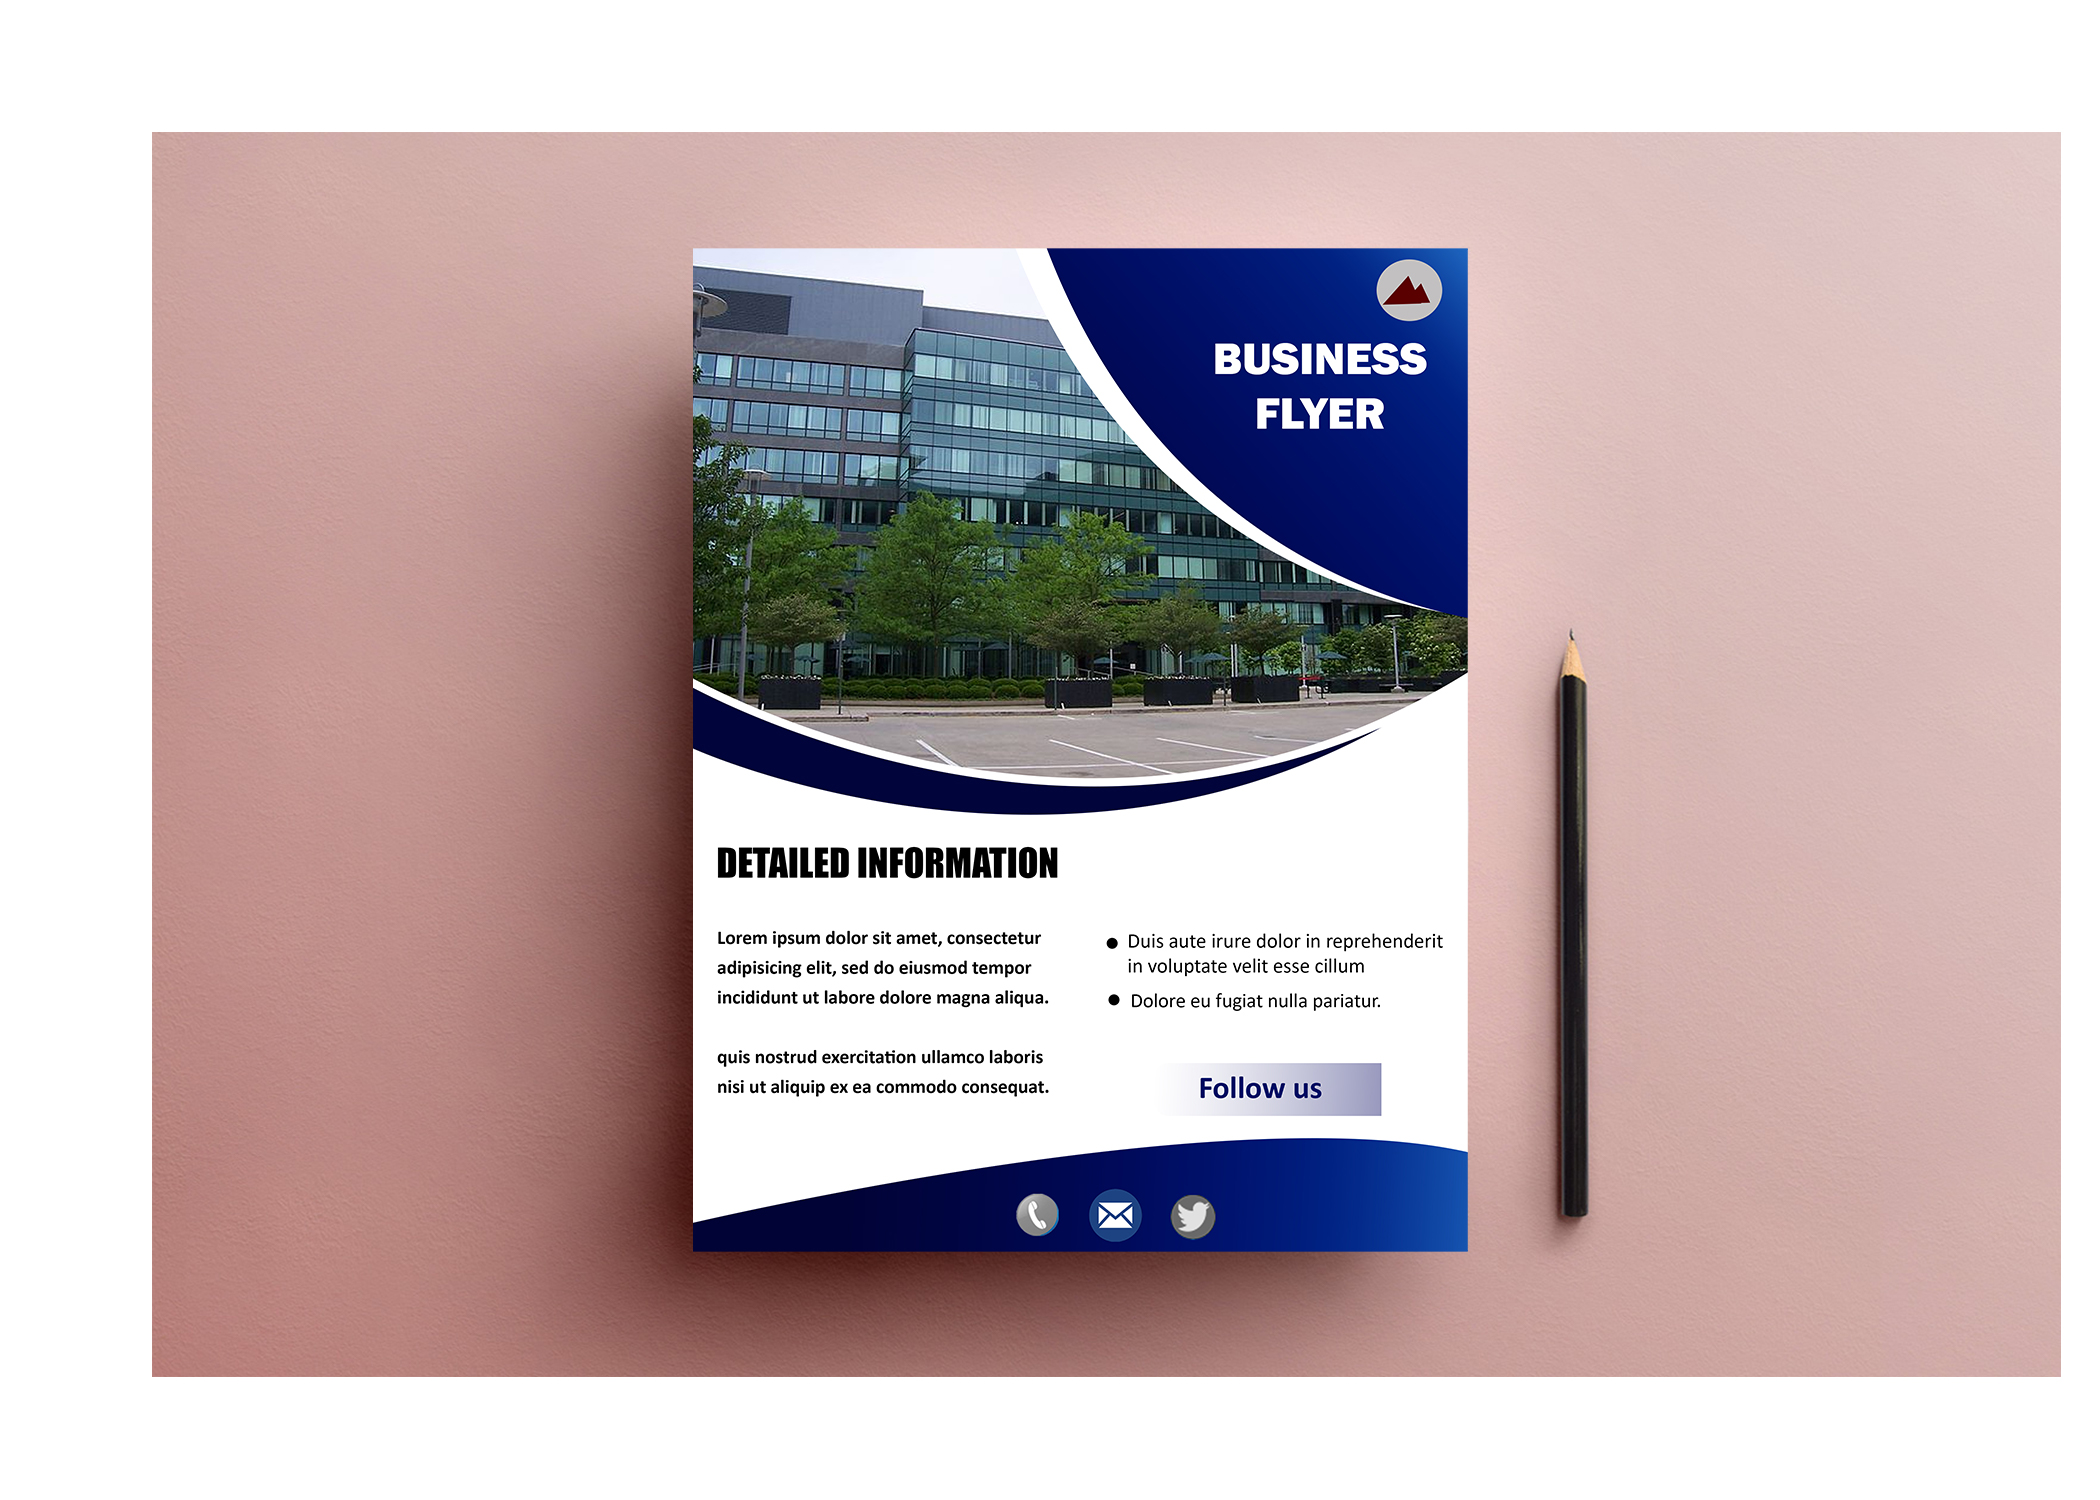 BUSINESS
FLYER
DETAILED INFORMATION
Lorem ipsum dolor sit amet, consectetur
adipisicing elit, sed do eiusmod tempor
incididunt ut labore dolore magna aliqua.
quis nostrud exercitation ullamco laboris
nisi ut aliquip ex ea commodo consequat.
Duis aute irure dolor in reprehenderit
in voluptate velit esse cillum
Dolore eu fugiat nulla pariatur.
Follow us